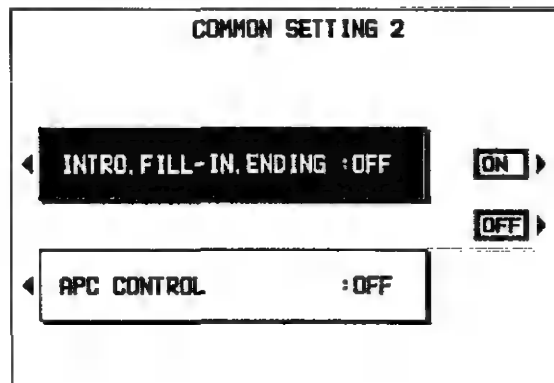 COMMON SETTING 2
INTRO, FILL-IN, ENDING :OFF
ON
OFF
APC CONTROL :OFF